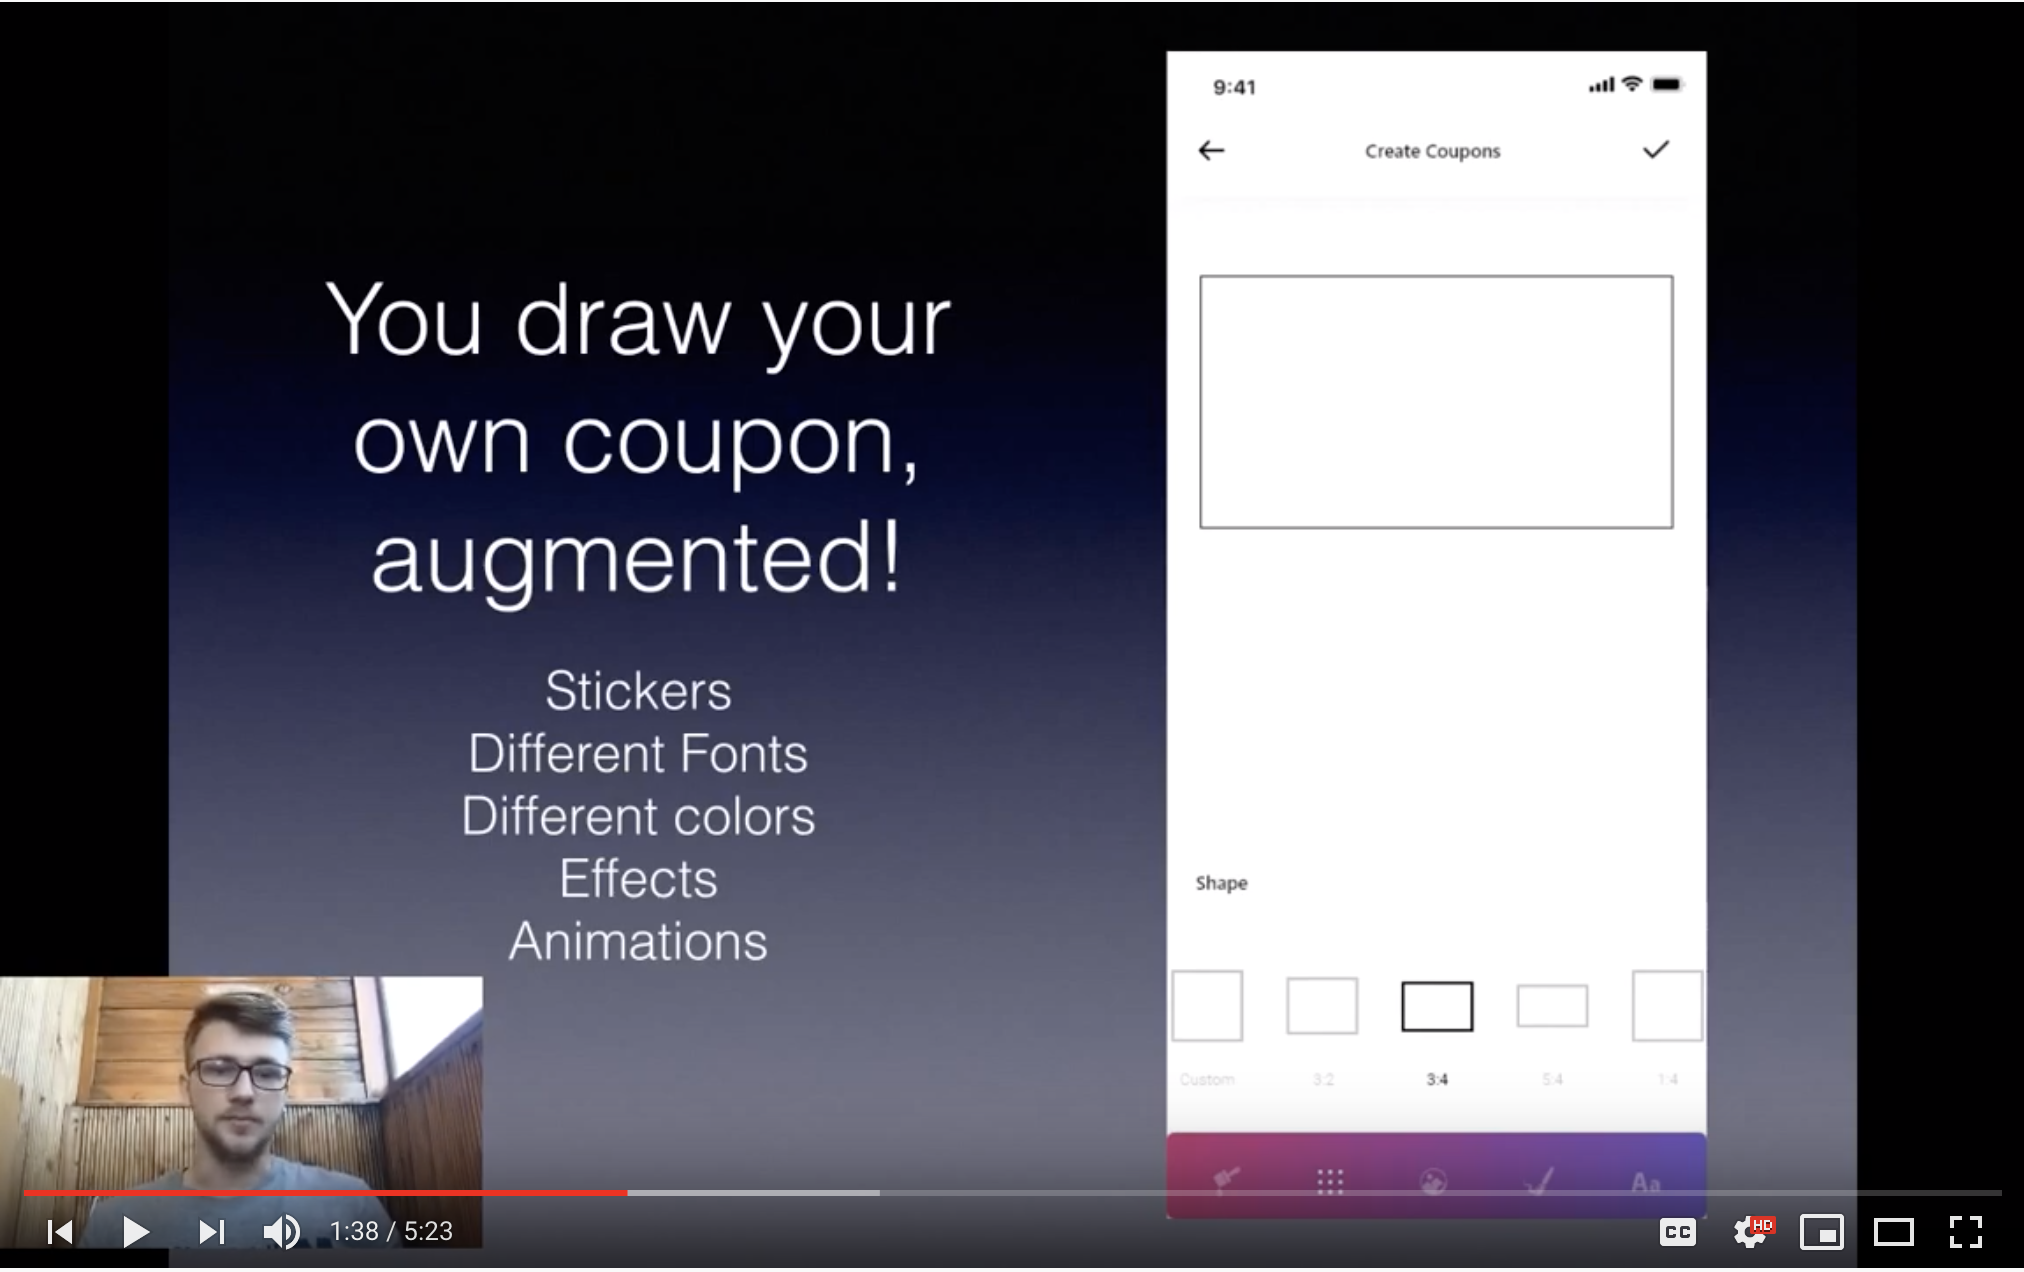 You draw your
own coupon,
augmented!
Stickers
Different Fonts
Different colors
Effects
Animations
9:41
Create Coupons
Shape
Custom 3:2 3:4 5:4 1:4
Aa
1:38 / 5:23
CC HD